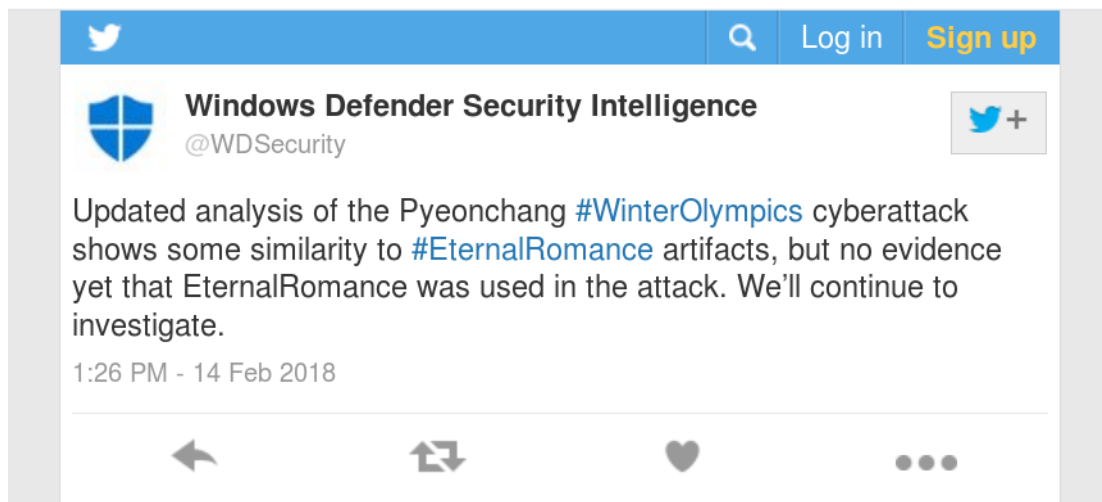 Log in Sign up
Windows Defender Security Intelligence
@WDSecurity
Updated analysis of the Pyeonchang #WinterOlympics cyberattack
shows some similarity to #EternalRomance artifacts, but no evidence
yet that EternalRomance was used in the attack. We’ll continue to
investigate.
1:26 PM - 14 Feb 2018